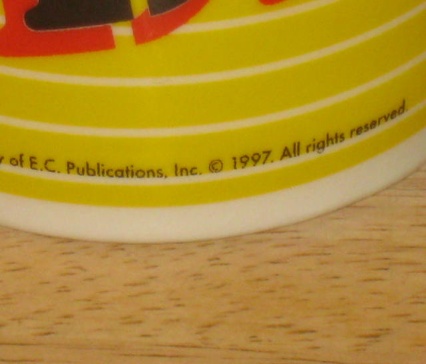 of E.C. Publications, Inc. © 1997. All rights reserved.